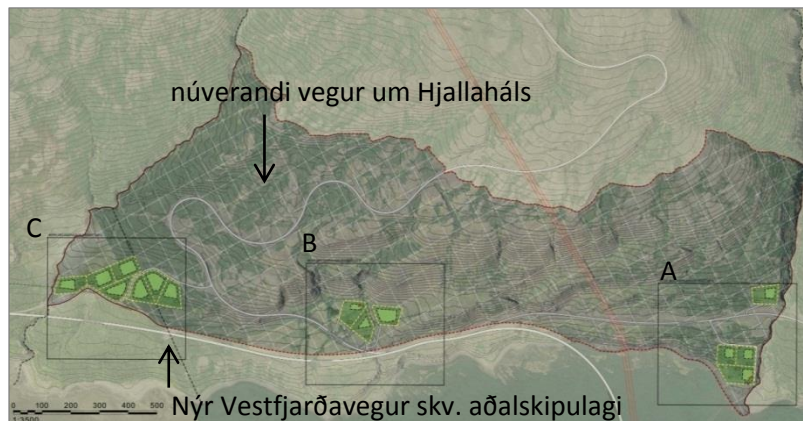 núverandi vegur um Hjallaháls
C
B
A
0 100 200 300 400 500
Nýr Vestfjarðavegur skv. aðalskipulagi
1:3500